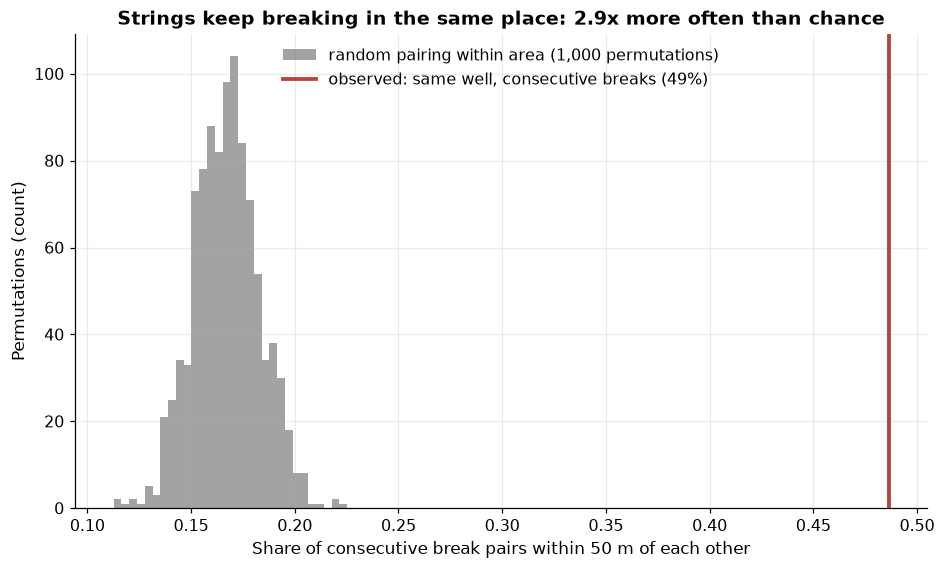 Strings keep breaking in the same place: 2.9x more often than chance
random pairing within area (1,000 permutations)
observed: same well, consecutive breaks (49%)
Permutations (count)
100
80
60
40
20
0
0.10 0.15 0.20 0.25 0.30 0.35 0.40 0.45 0.50
Share of consecutive break pairs within 50 m of each other